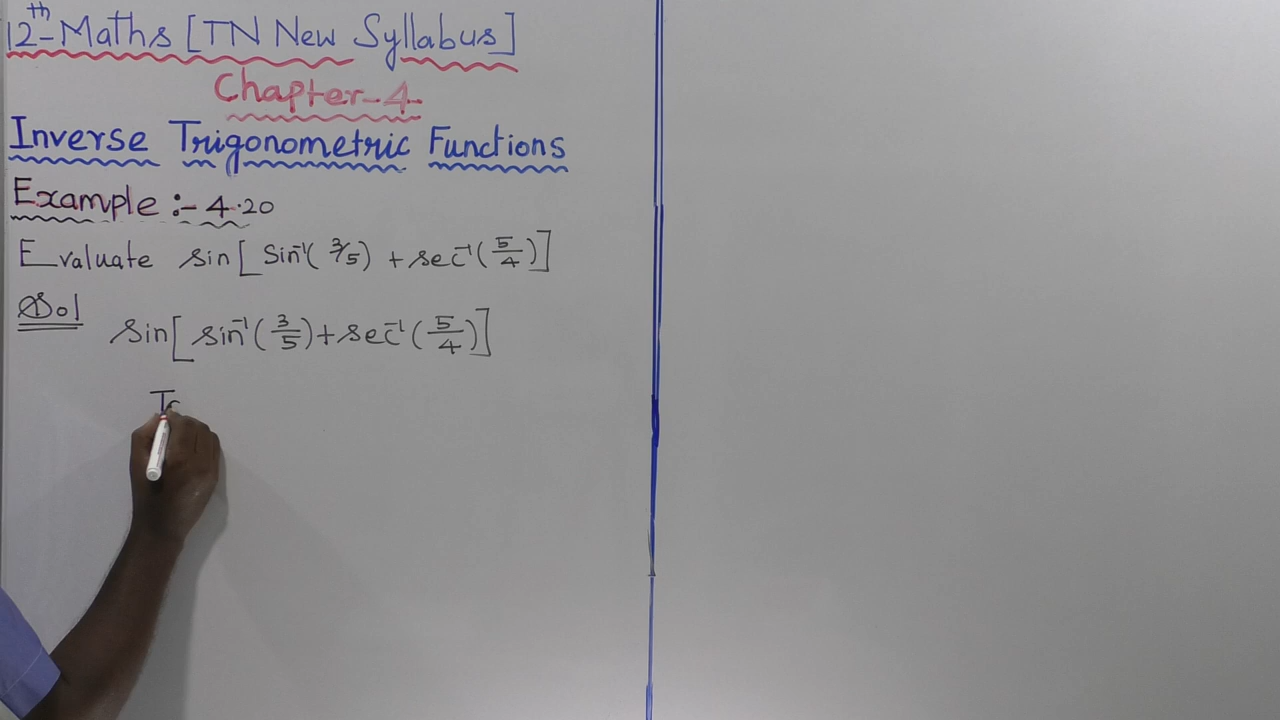 12th-Maths [TN New Syllabus]
Chapter-4
Inverse Trigonometric Functions
Example :- 4.20
Evaluate sin[ sin⁻¹(3/5) + sec⁻¹(5/4)]
Sol
sin[ sin⁻¹(3/5)+sec⁻¹(5/4)]